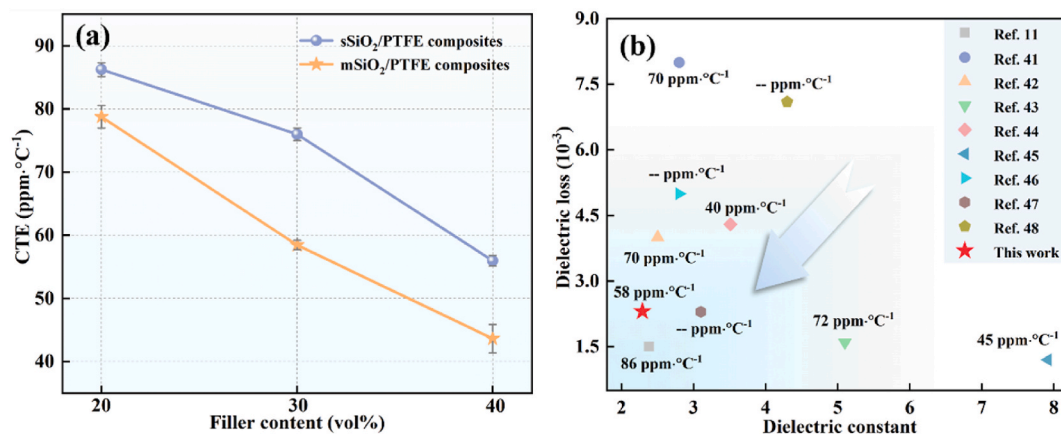 (a)
sSiO₂/PTFE composites
mSiO₂/PTFE composites
CTE (ppm·°C⁻¹)
90
80
70
60
50
40
20
30
40
Filler content (vol%)
(b)
Dielectric loss (10⁻³)
9.0
7.5
6.0
4.5
3.0
1.5
70 ppm·°C⁻¹
-- ppm·°C⁻¹
-- ppm·°C⁻¹
40 ppm·°C⁻¹
70 ppm·°C⁻¹
58 ppm·°C⁻¹
-- ppm·°C⁻¹
72 ppm·°C⁻¹
86 ppm·°C⁻¹
45 ppm·°C⁻¹
Ref. 11
Ref. 41
Ref. 42
Ref. 43
Ref. 44
Ref. 45
Ref. 46
Ref. 47
Ref. 48
This work
2
3
4
5
6
7
8
Dielectric constant